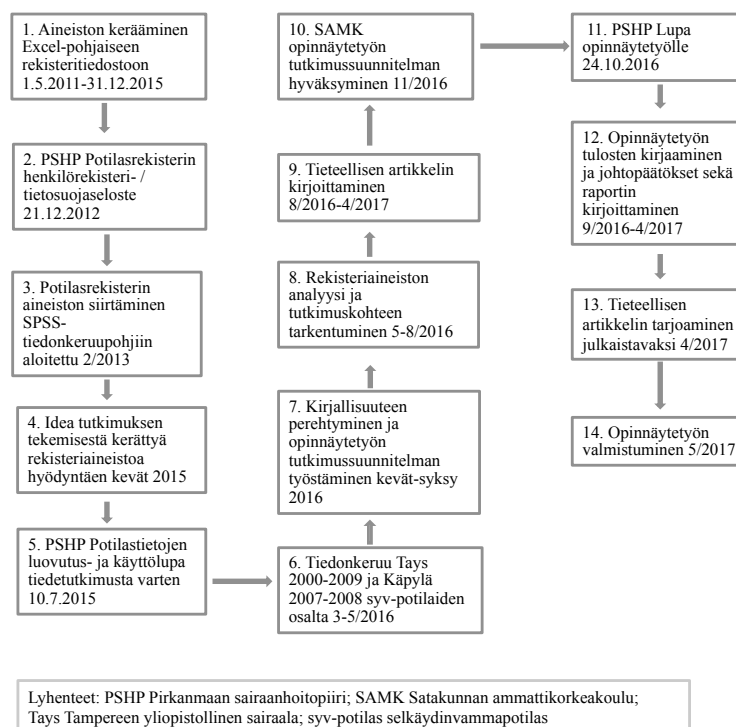 1. Aineiston kerääminen
Excel-pohjaiseen
rekisteritiedostoon
1.5.2011-31.12.2015
2. PSHP Potilasrekisterin
henkilörekisteri- /
tietosuojaseloste
21.12.2012
3. Potilasrekisterin
aineiston siirtäminen
SPSS-
tiedonkeruupohjiin
aloitettu 2/2013
4. Idea tutkimuksen
tekemisestä kerättyä
rekisteriaineistoa
hyödyntäen kevät 2015
5. PSHP Potilastietojen
luovutus- ja käyttölupa
tiedetutkimusta varten
10.7.2015
6. Tiedonkeruu Tays
2000-2009 ja Käpylä
2007-2008 syv-potilaiden
osalta 3-5/2016
7. Kirjallisuuteen
perehtyminen ja
opinnäytetyön
tutkimussuunnitelman
työstäminen kevät-syksy
2016
8. Rekisteriaineiston
analyysi ja
tutkimuskohteen
tarkentuminen 5-8/2016
9. Tieteellisen artikkelin
kirjoittaminen
8/2016-4/2017
10. SAMK
opinnäytetyön
tutkimussuunnitelman
hyväksyminen 11/2016
11. PSHP Lupa
opinnäytetyölle
24.10.2016
12. Opinnäytetyön
tulosten kirjaaminen
ja johtopäätökset sekä
raportin
kirjoittaminen
9/2016-4/2017
13. Tieteellisen
artikkelin tarjoaminen
julkaistavaksi 4/2017
14. Opinnäytetyön
valmistuminen 5/2017
Lyhenteet: PSHP Pirkanmaan sairaanhoitopiiri; SAMK Satakunnan ammattikorkeakoulu;
Tays Tampereen yliopistollinen sairaala; syv-potilas selkäydinvammapotilas